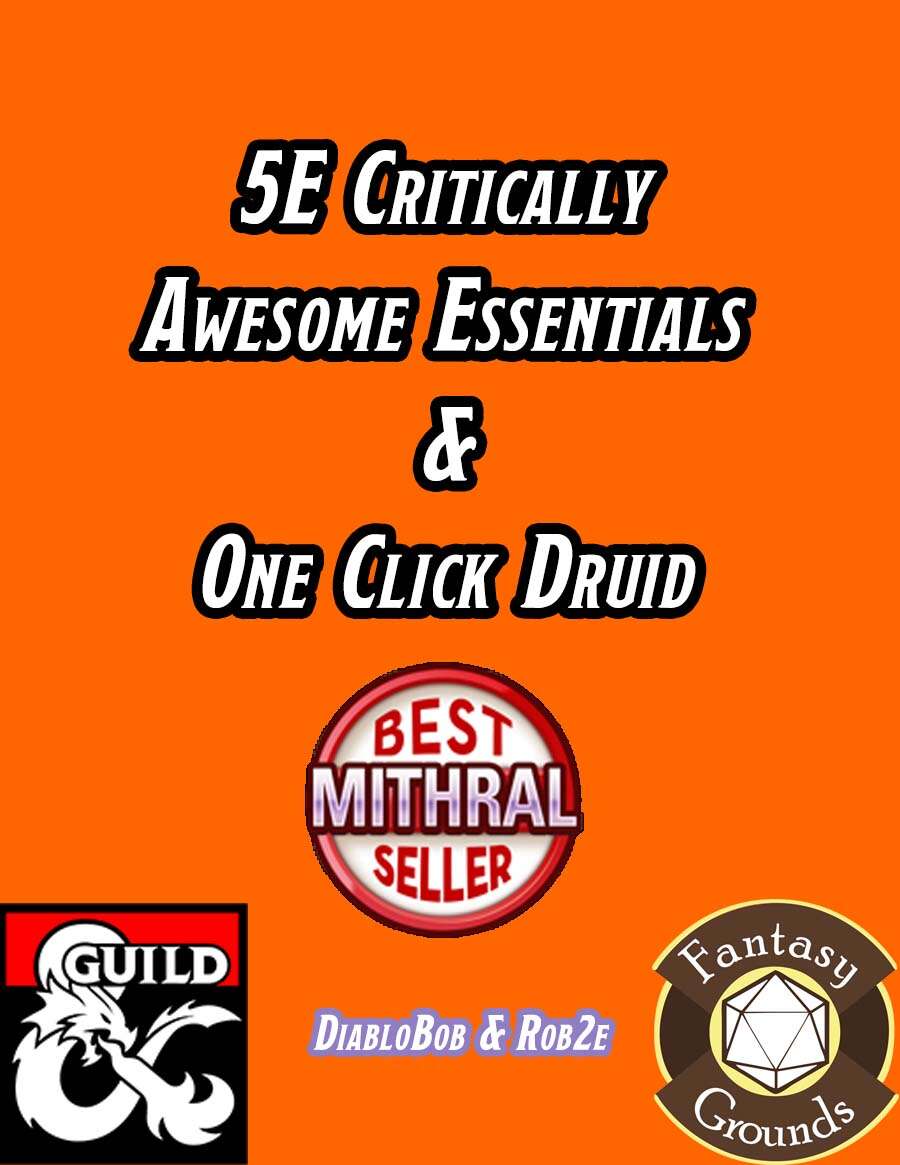 5E Critically
Awesome Essentials
&
One Click Druid
BEST
MITHRAL
SELLER
GUILD
DiabloBob & Rob2e
Fantasy
Grounds